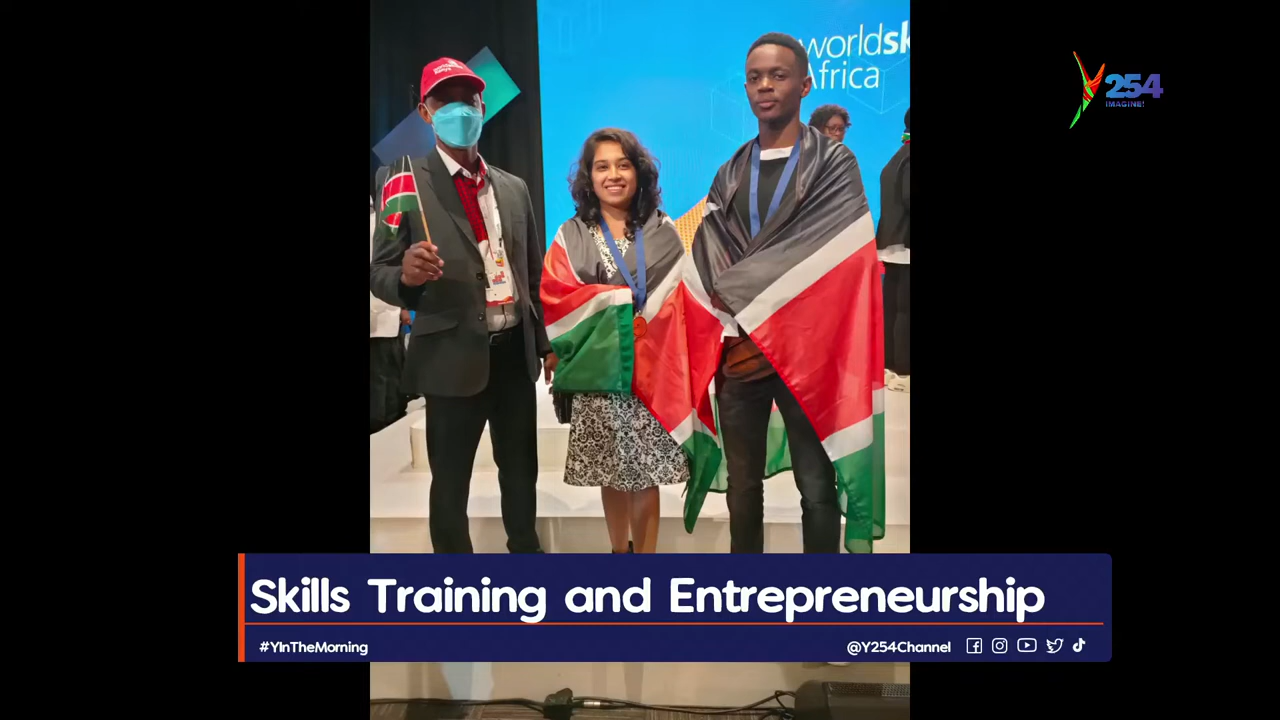 worldsk
Africa
254
IMAGINE!
Skills Training and Entrepreneurship
#YInTheMorning
@Y254Channel